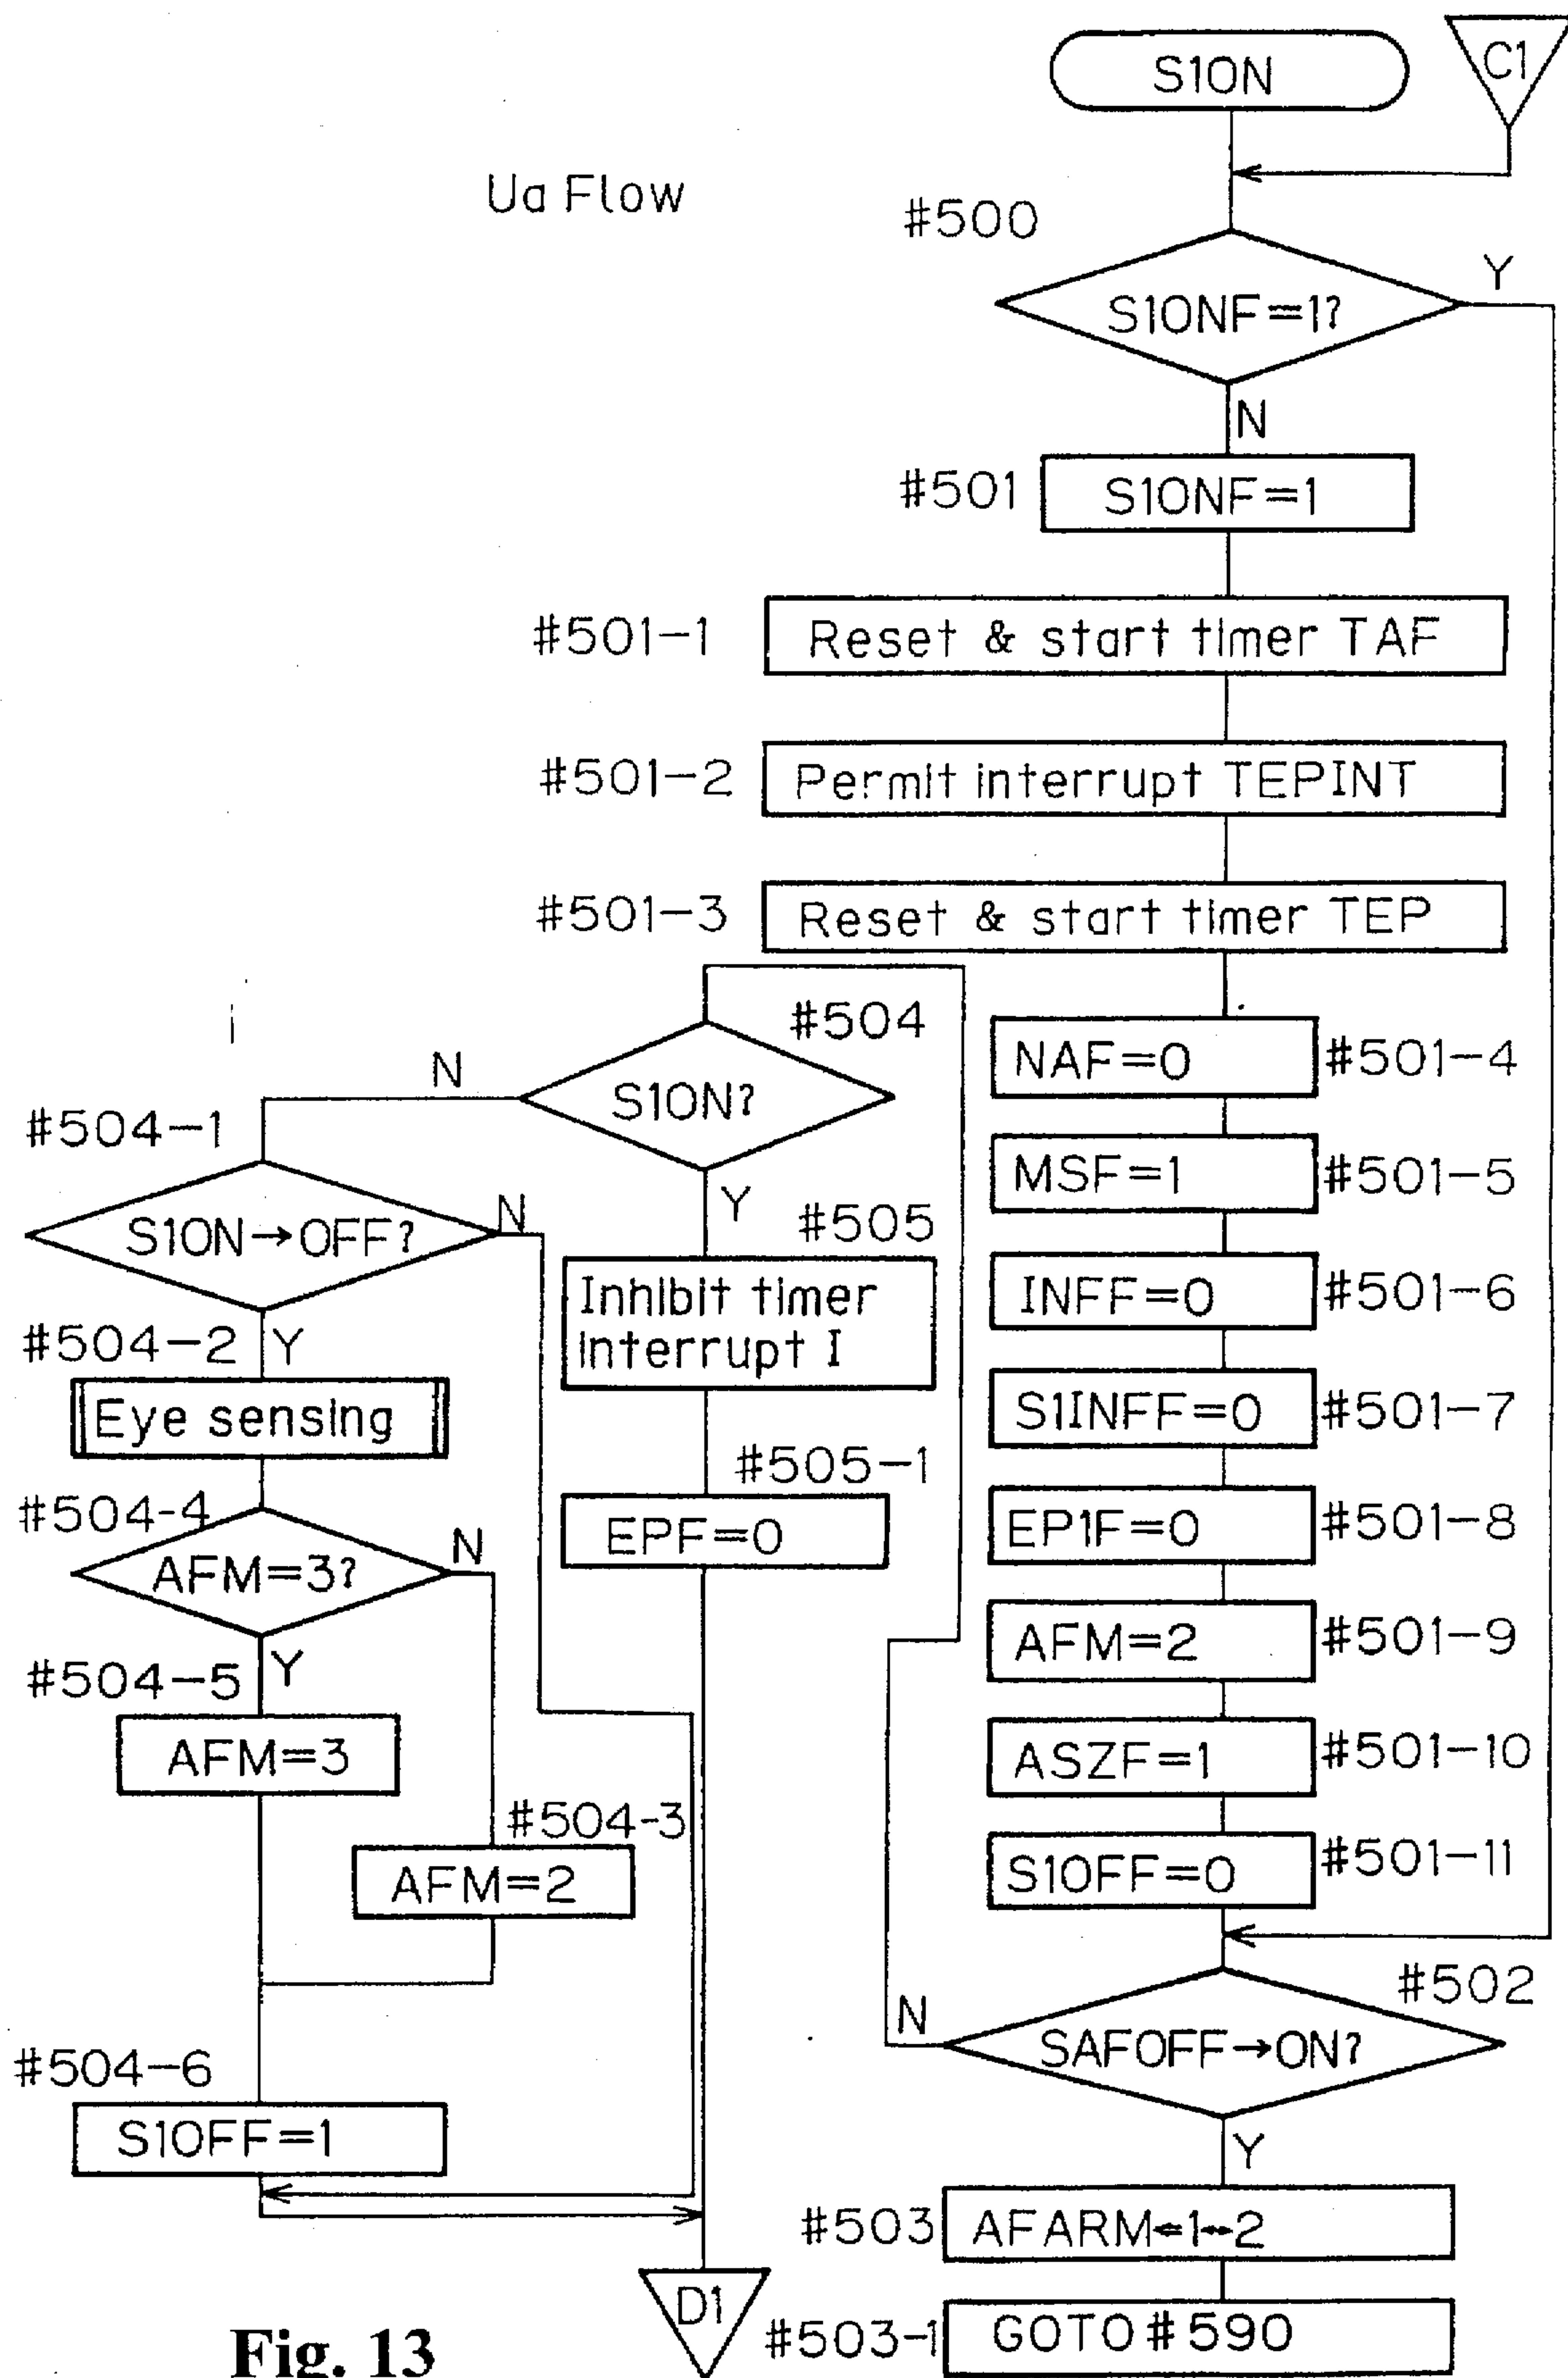 S1ON
C1
Ua Flow
#500
S1ONF=1?
Y
N
#501
S1ONF=1
#501-1
Reset & start timer TAF
#501-2
Permit interrupt TEPINT
#501-3
Reset & start timer TEP
#504
S1ON?
N
Y
NAF=0
#501-4
#504-1
S1ON→OFF?
N
Y
MSF=1
#501-5
#505
Inhibit timer
interrupt I
INFF=0
#501-6
#504-2
Eye sensing
S1INFF=0
#501-7
#505-1
EPF=0
EP1F=0
#501-8
#504-4
AFM=3?
N
Y
AFM=2
#501-9
#504-5
AFM=3
ASZF=1
#501-10
#504-3
AFM=2
S1OFF=0
#501-11
#502
SAFOFF→ON?
N
Y
#504-6
S1OFF=1
#503
AFARM⇐1↔2
D1
#503-1
GOTO#590
Fig. 13